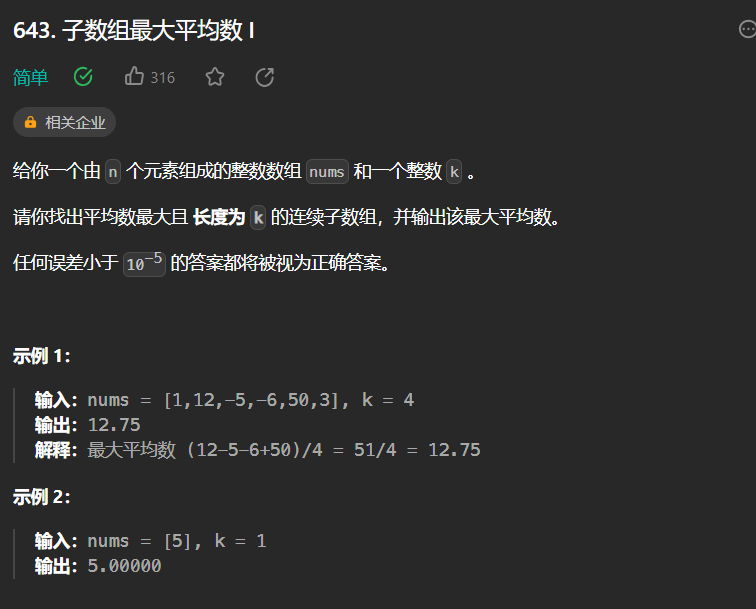 643. 子数组最大平均数 I
简单 316
相关企业
给你一个由 n 个元素组成的整数数组 nums 和一个整数 k 。
请你找出平均数最大且 长度为 k 的连续子数组，并输出该最大平均数。
任何误差小于 10⁻⁵ 的答案都将被视为正确答案。
示例 1：
输入：nums = [1,12,-5,-6,50,3], k = 4
输出：12.75
解释：最大平均数 (12-5-6+50)/4 = 51/4 = 12.75
示例 2：
输入：nums = [5], k = 1
输出：5.00000